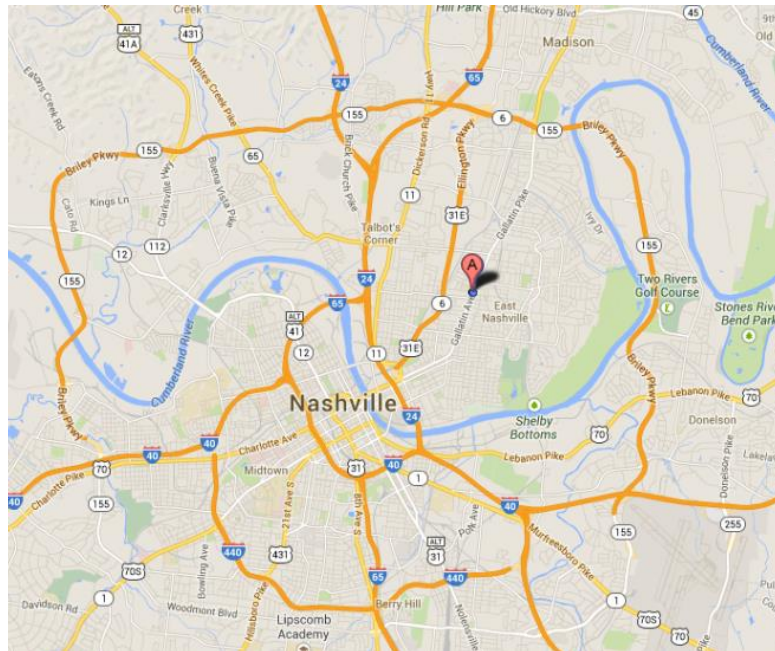 Creek
Hill Park
Old Hickory Blvd
45
ALT
41A
431
Madison
Cumberland
River
Old
Eatons Creek Rd
Whites Creek Pike
24
65
Hwy 11
155
6
155
Briley Pkwy
155
155
Briley Pkwy
65
Dickerson Rd
Ellington Pkwy
Brick Church Pike
Buena Vista Pike
Clarksville Hwy
Kings Ln
Cato Rd
11
31E
Gallatin Pike
Ivy Dr
Talbot's
Corner
12
112
155
155
24
A
Two Rivers
Golf Course
East
Nashville
Gallatin Ave
6
65
ALT
41
12
11
31E
Stones River
Bend Park
Cumberland River
Briley Pkwy
Briley Pkwy
Nashville
24
Shelby
Bottoms
Lebanon Pike
70
70
Donelson
40
Charlotte Ave
Midtown
31
40
1
Lebanon Pike
Donelson Pike
70
40
Charlotte Pike
40
155
21st Ave S
8th Ave S
40
Polk Ave
Murfreesboro Pike
155
255
440
431
ALT
31
70S
Bowling Ave
65
440
1
Davidson Rd
Woodmont Blvd
Hillsboro Pike
Berry Hill
Nolensville
1
70S
Lipscomb
Academy